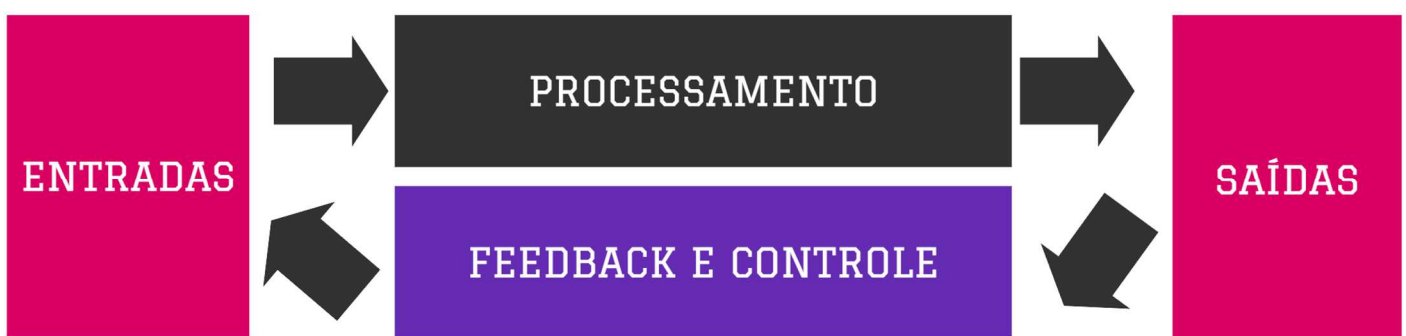 ENTRADAS
PROCESSAMENTO
FEEDBACK E CONTROLE
SAÍDAS